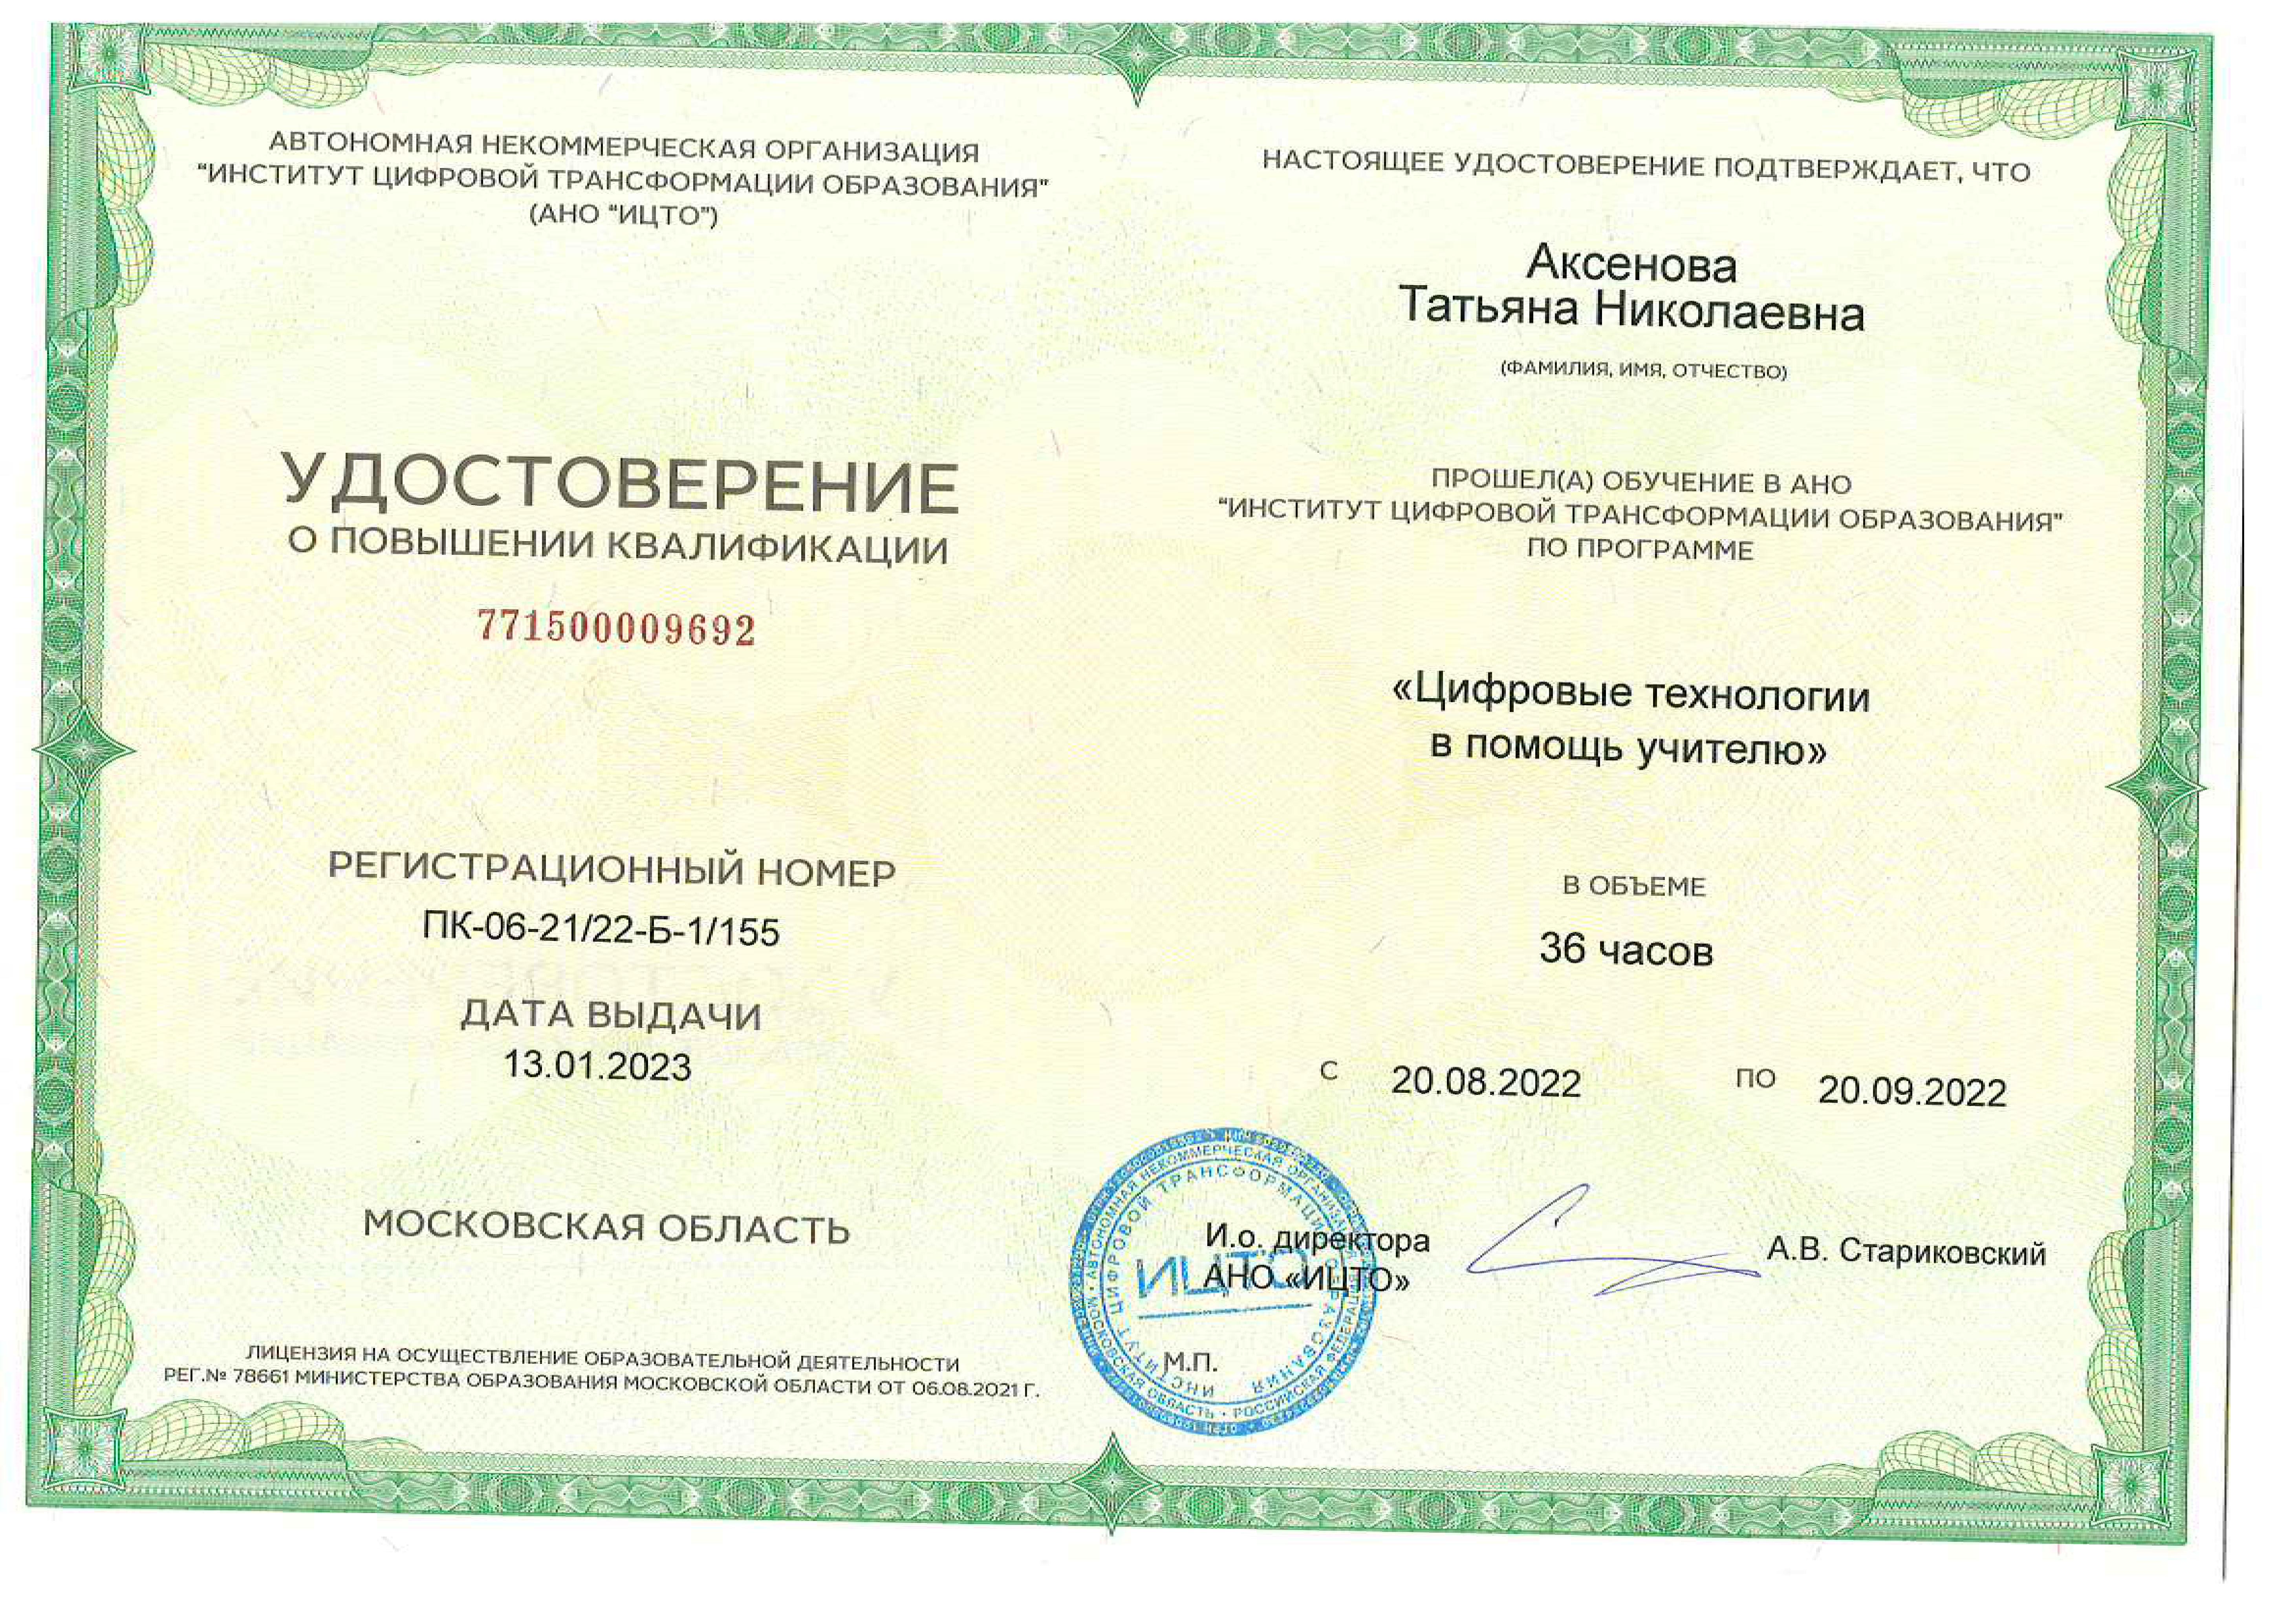 АВТОНОМНАЯ НЕКОММЕРЧЕСКАЯ ОРГАНИЗАЦИЯ
"ИНСТИТУТ ЦИФРОВОЙ ТРАНСФОРМАЦИИ ОБРАЗОВАНИЯ"
(АНО "ИЦТО")
УДОСТОВЕРЕНИЕ
О ПОВЫШЕНИИ КВАЛИФИКАЦИИ
771500009692
РЕГИСТРАЦИОННЫЙ НОМЕР
ПК-06-21/22-Б-1/155
ДАТА ВЫДАЧИ
13.01.2023
МОСКОВСКАЯ ОБЛАСТЬ
ЛИЦЕНЗИЯ НА ОСУЩЕСТВЛЕНИЕ ОБРАЗОВАТЕЛЬНОЙ ДЕЯТЕЛЬНОСТИ
РЕГ.№ 78661 МИНИСТЕРСТВА ОБРАЗОВАНИЯ МОСКОВСКОЙ ОБЛАСТИ ОТ 06.08.2021 Г.
НАСТОЯЩЕЕ УДОСТОВЕРЕНИЕ ПОДТВЕРЖДАЕТ, ЧТО
Аксенова
Татьяна Николаевна
(ФАМИЛИЯ, ИМЯ, ОТЧЕСТВО)
ПРОШЕЛ(А) ОБУЧЕНИЕ В АНО
"ИНСТИТУТ ЦИФРОВОЙ ТРАНСФОРМАЦИИ ОБРАЗОВАНИЯ"
ПО ПРОГРАММЕ
«Цифровые технологии
в помощь учителю»
В ОБЪЕМЕ
36 часов
С 20.08.2022 ПО 20.09.2022
И.о. директора
АНО «ИЦТО»
А.В. Стариковский
М.П.
ИЦТО
ИНСТИТУТ ЦИФРОВОЙ ТРАНСФОРМАЦИИ ОБРАЗОВАНИЯ
АВТОНОМНАЯ НЕКОММЕРЧЕСКАЯ ОРГАНИЗАЦИЯ
МОСКОВСКАЯ ОБЛАСТЬ • РОССИЙСКАЯ ФЕДЕРАЦИЯ